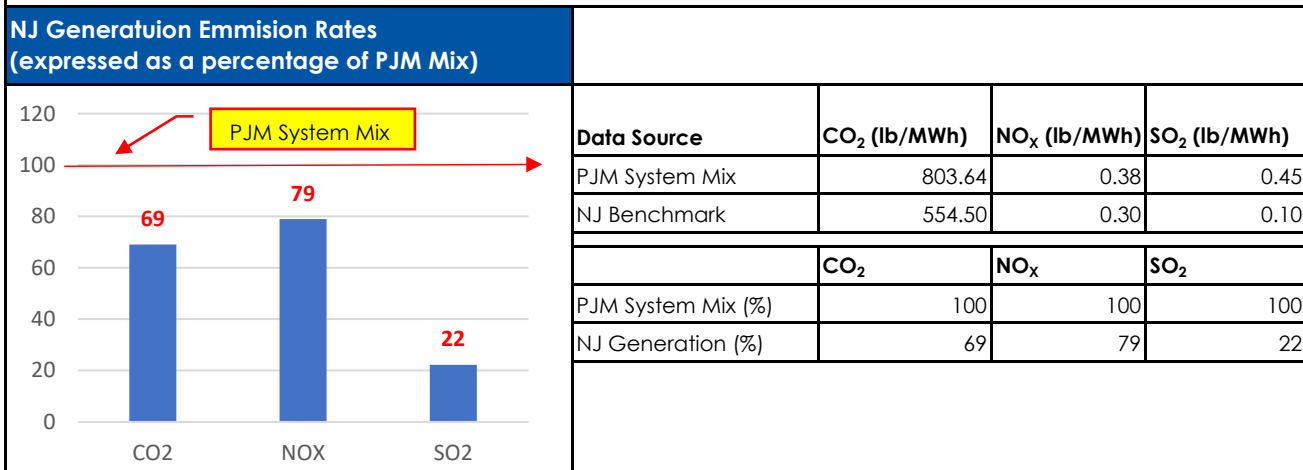 NJ Generatuion Emmision Rates
(expressed as a percentage of PJM Mix)
120
100
80
60
40
20
0
PJM System Mix
69
79
22
CO2 NOX SO2
Data Source CO₂ (lb/MWh) NOₓ (lb/MWh) SO₂ (lb/MWh)
PJM System Mix 803.64 0.38 0.45
NJ Benchmark 554.50 0.30 0.10
CO₂ NOₓ SO₂
PJM System Mix (%) 100 100 100
NJ Generation (%) 69 79 22